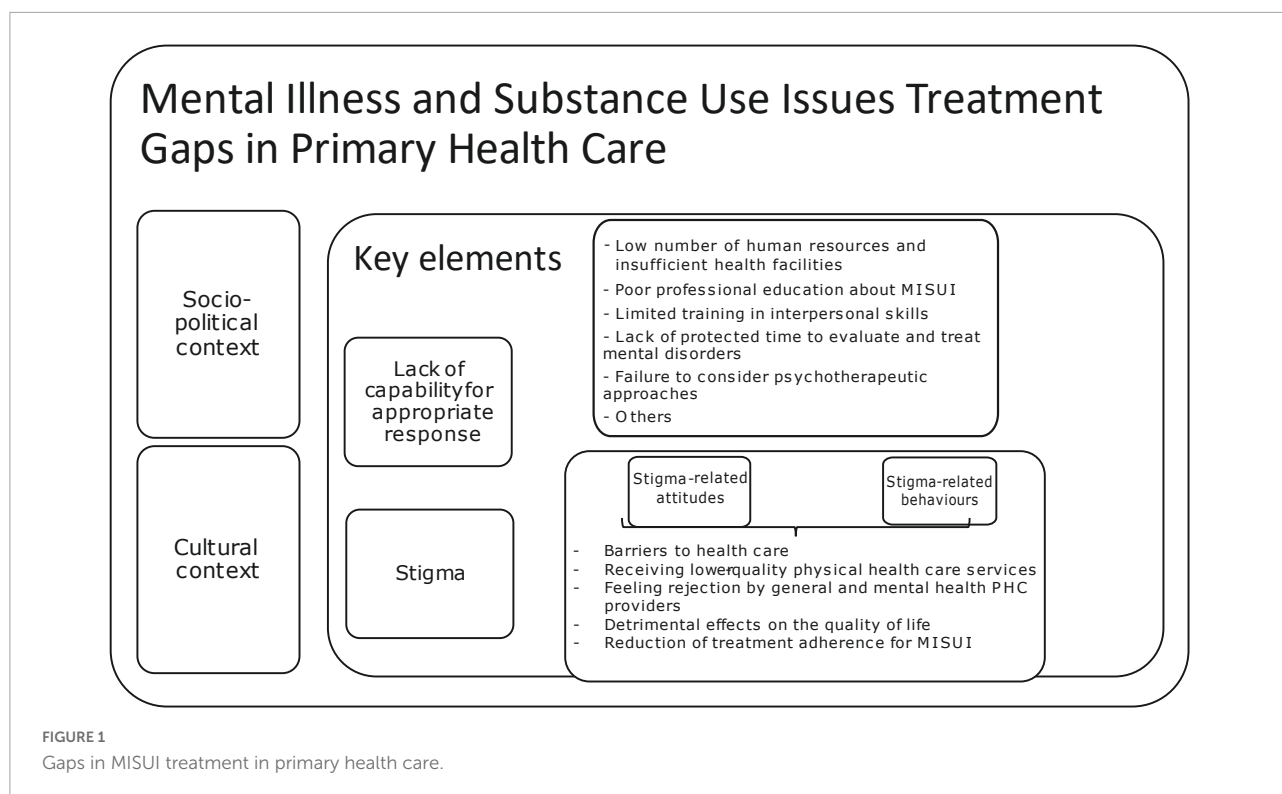 Mental Illness and Substance Use Issues Treatment
Gaps in Primary Health Care
Socio-
political
context
Cultural
context
Key elements
Lack of
capabilityfor
appropriate
response
- Low number of human resources and
insufficient health facilities
- Poor professional education about MISUI
- Limited training in interpersonal skills
- Lack of protected time to evaluate and treat
mental disorders
- Failure to consider psychotherapeutic
approaches
- Others
Stigma
Stigma-related
attitudes
Stigma-related
behaviours
- Barriers to health care
- Receiving lower-quality physical health care services
- Feeling rejection by general and mental health PHC
providers
- Detrimental effects on the quality of life
- Reduction of treatment adherence for MISUI
FIGURE 1
Gaps in MISUI treatment in primary health care.